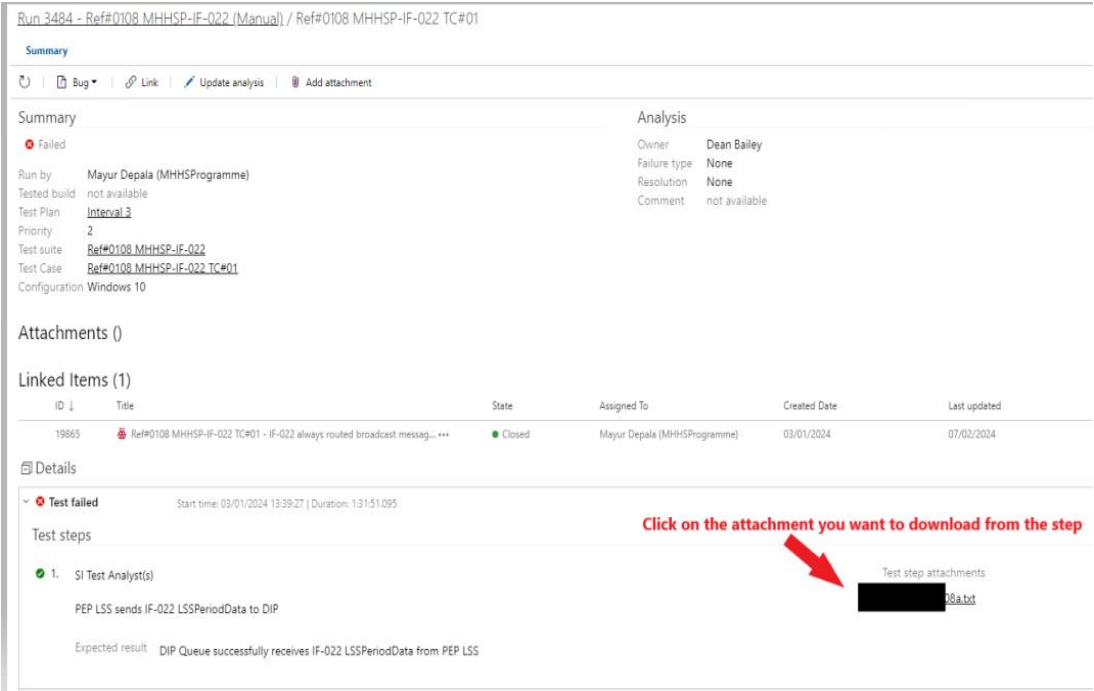 Run 3484 - Ref#0108 MHHSP-IF-022 (Manual) / Ref#0108 MHHSP-IF-022 TC#01
Summary
Bug Link Update analysis Add attachment
Summary
Failed
Run by Mayur Depala (MHHSProgramme)
Tested build not available
Test Plan Interval 3
Priority 2
Test suite Ref#0108 MHHSP-IF-022
Test Case Ref#0108 MHHSP-IF-022 TC#01
Configuration Windows 10
Analysis
Owner Dean Bailey
Failure type None
Resolution None
Comment not available
Attachments ()
Linked Items (1)
ID ↓ Title State Assigned To Created Date Last updated
19865 Ref#0108 MHHSP-IF-022 TC#01 - IF-022 always routed broadcast messag... ••• Closed Mayur Depala (MHHSProgramme) 03/01/2024 07/02/2024
Details
Test failed Start time: 03/01/2024 13:39:27 | Duration: 1:31:51.095
Click on the attachment you want to download from the step
Test steps
1. SI Test Analyst(s)
PEP LSS sends IF-022 LSSPeriodData to DIP
Expected result DIP Queue successfully receives IF-022 LSSPeriodData from PEP LSS
Test step attachments
08a.txt